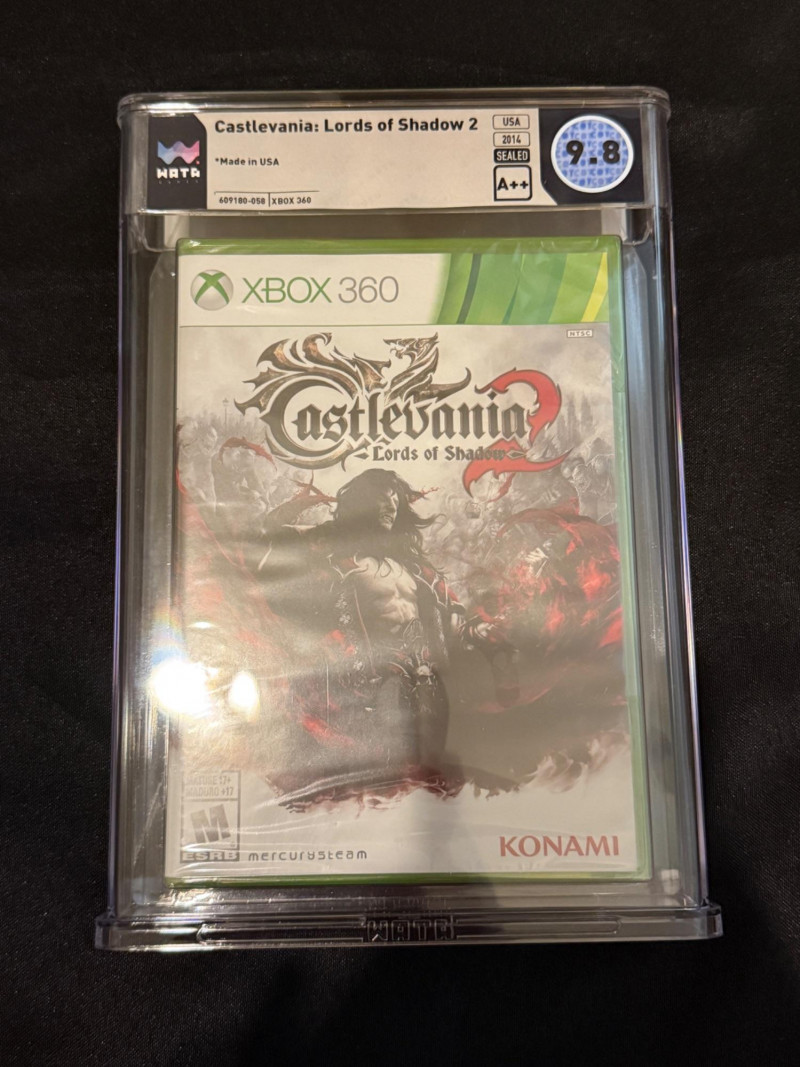 Castlevania: Lords of Shadow 2
*Made in USA
609180-058 XBOX 360
WATA
USA
2014
SEALED
A++
9.8
XBOX 360
NTSC
Castlevania 2
Lords of Shadow
MATURE 17+
MADURO +17
M
ESRB
mercurysteam
KONAMI
WATA